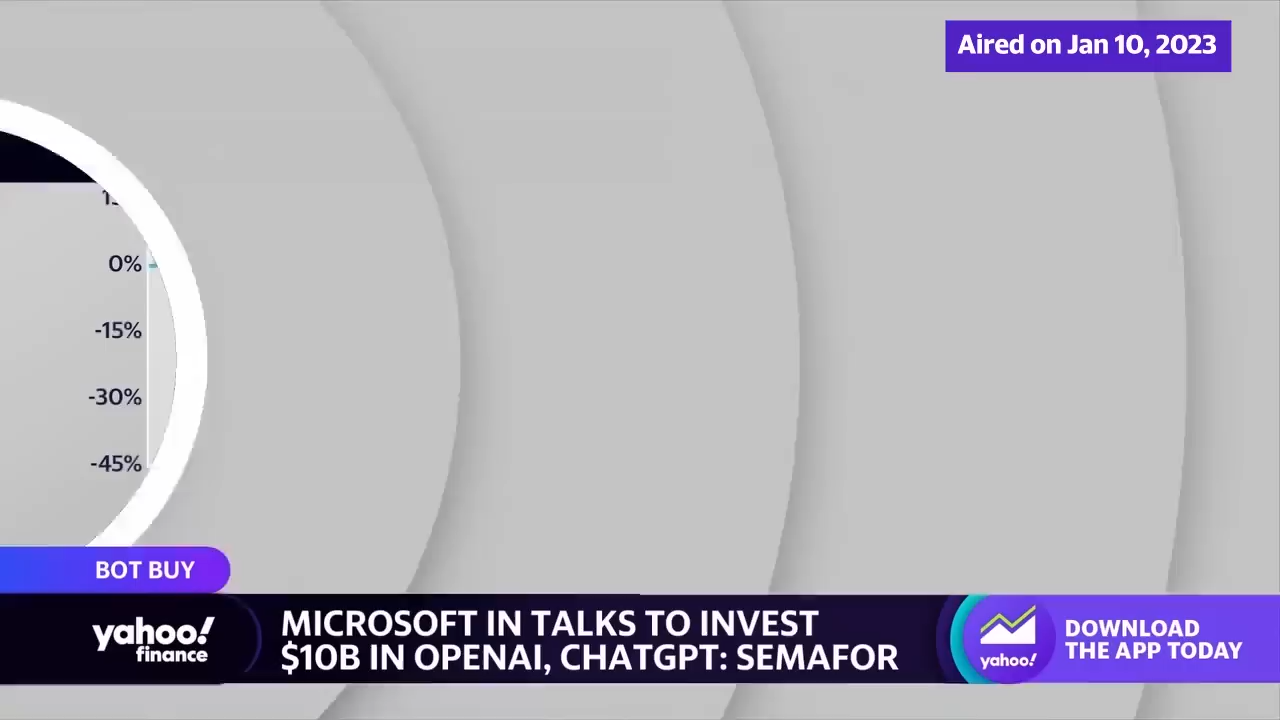 Aired on Jan 10, 2023
0%
-15%
-30%
-45%
BOT BUY
yahoo!
finance
MICROSOFT IN TALKS TO INVEST
$10B IN OPENAI, CHATGPT: SEMAFOR
yahoo!
DOWNLOAD
THE APP TODAY